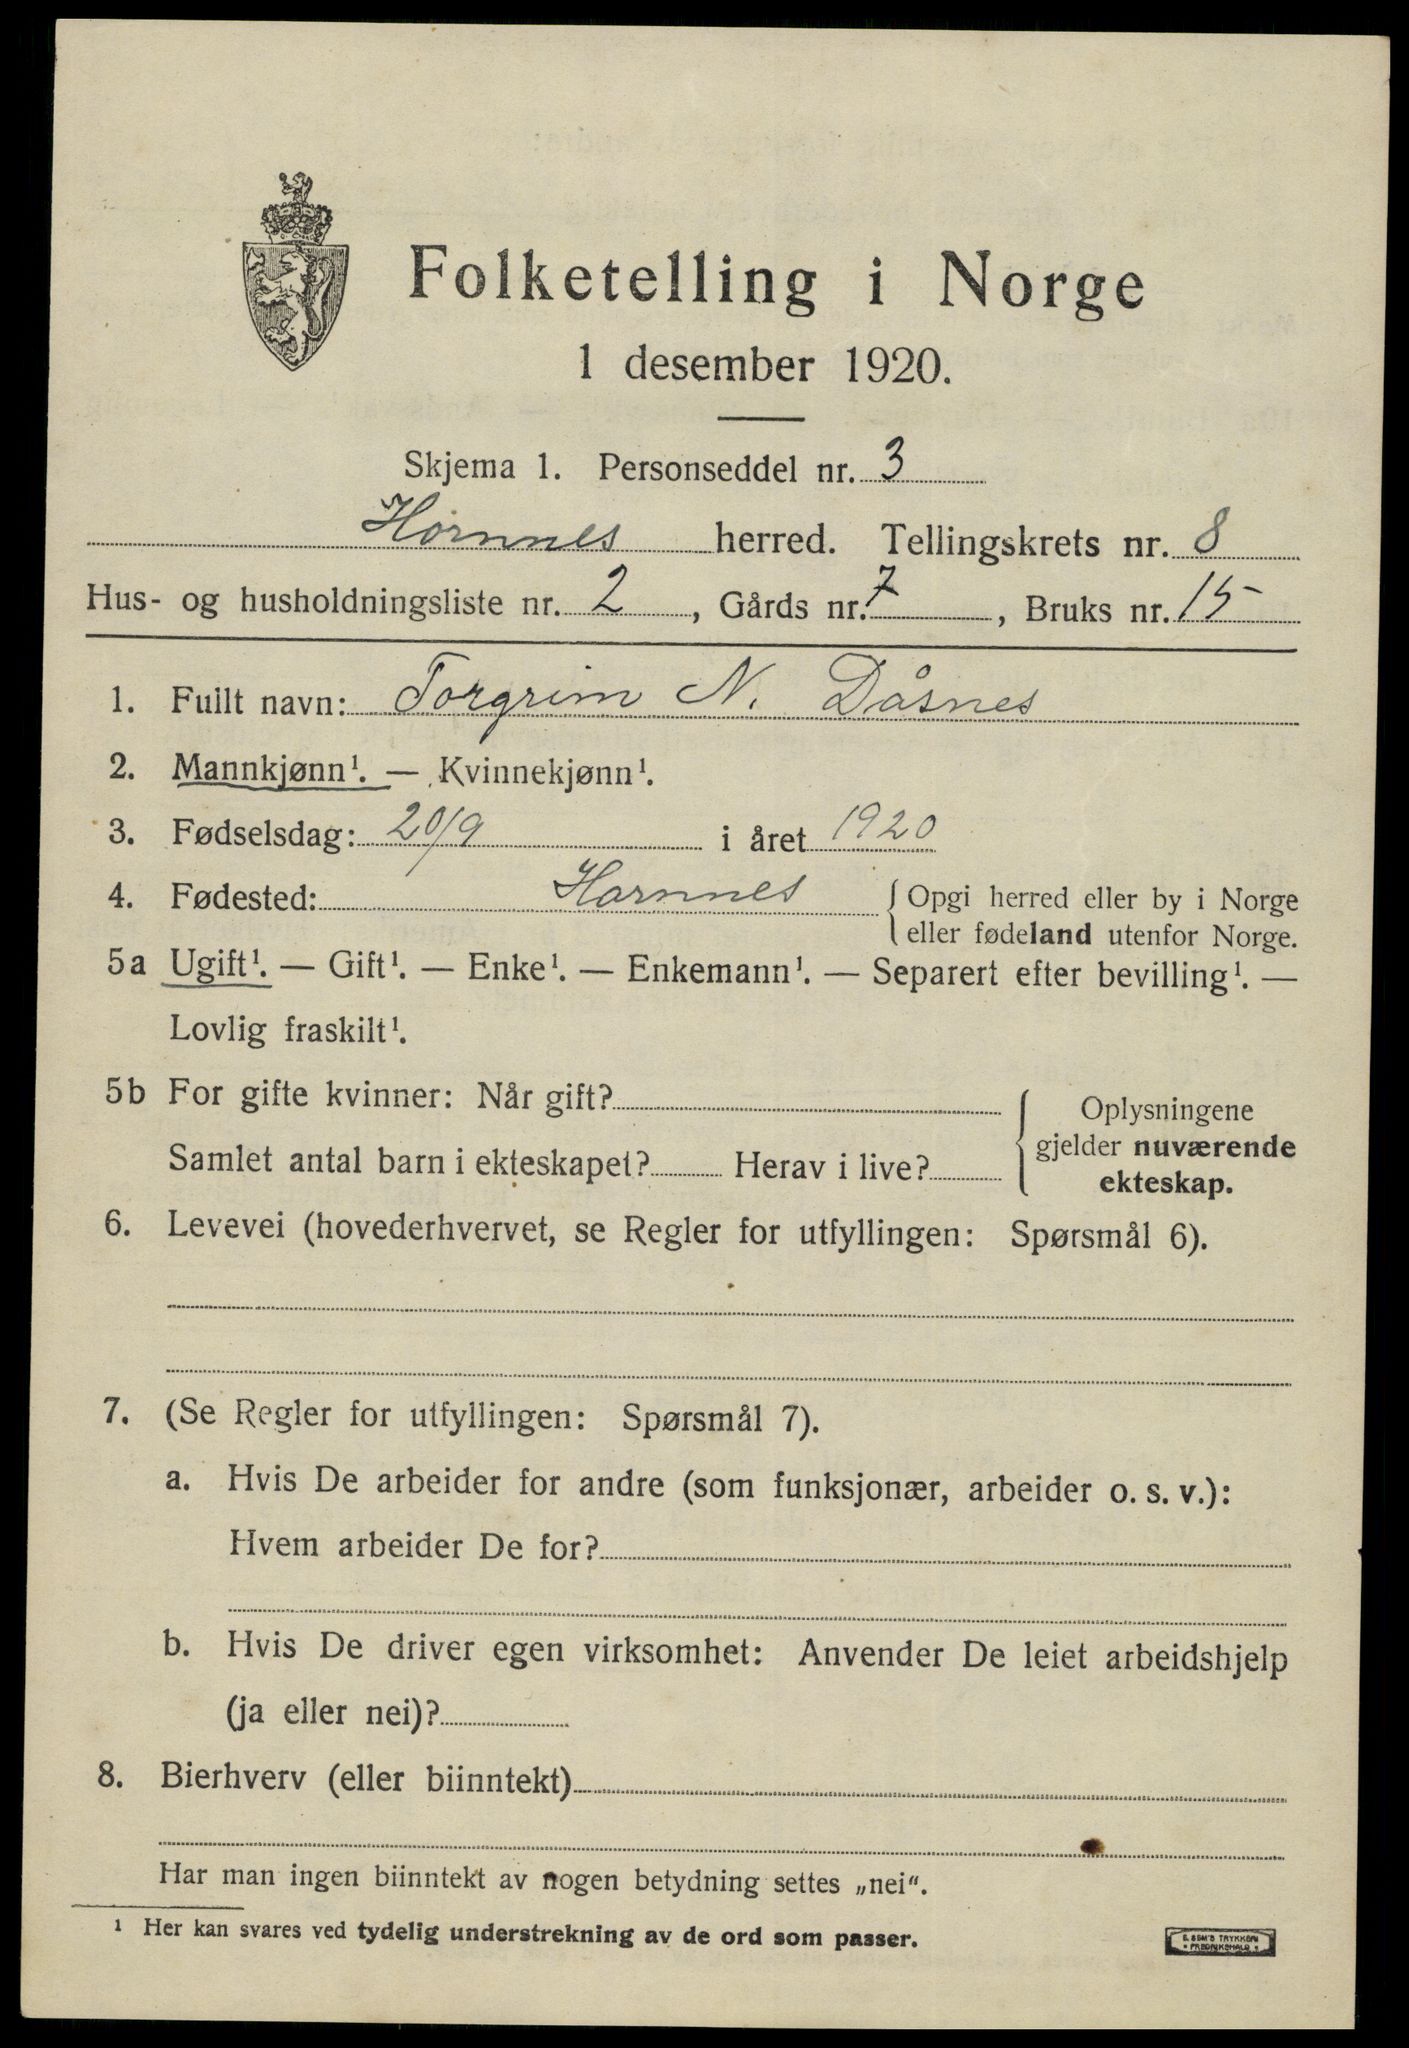 Folketelling i Norge
1 desember 1920.
Skjema 1. Personseddel nr. 3
Hornnes herred. Tellingskrets nr. 8
Hus- og husholdningsliste nr. 2, Gårds nr. 7, Bruks nr. 15
1. Fullt navn: Torgrim N. Dåsnes
2. Mannkjønn¹. — Kvinnekjønn¹.
3. Fødselsdag: 20/9 i året 1920
4. Fødested: Hornnes { Opgi herred eller by i Norge
eller fødeland utenfor Norge.
5a Ugift¹. — Gift¹. — Enke¹. — Enkemann¹. — Separert efter bevilling¹. —
Lovlig fraskilt¹.
5b For gifte kvinner: Når gift? { Oplysningene
gjelder nuværende
Samlet antal barn i ekteskapet? Herav i live?
ekteskap.
6. Levevei (hovederhvervet, se Regler for utfyllingen: Spørsmål 6).
7. (Se Regler for utfyllingen: Spørsmål 7).
a. Hvis De arbeider for andre (som funksjonær, arbeider o. s. v.):
Hvem arbeider De for?
b. Hvis De driver egen virksomhet: Anvender De leiet arbeidshjelp
(ja eller nei)?
8. Bierhverv (eller biinntekt)
Har man ingen biinntekt av nogen betydning settes „nei“.
¹ Her kan svares ved tydelig understrekning av de ord som passer.
E. SEM'S TRYKKERI
• FREDRIKSHALD •